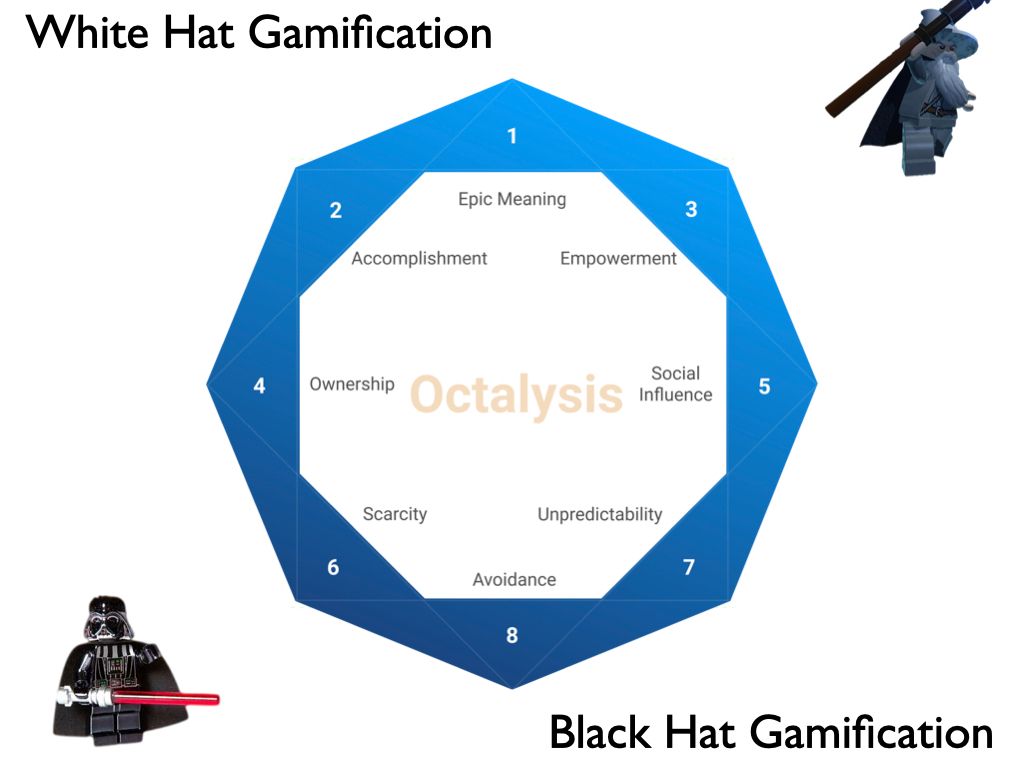 White Hat Gamification
1
Epic Meaning
2
3
Accomplishment
Empowerment
4
Ownership
Octalysis
Social
Influence
5
Scarcity
Unpredictability
6
7
Avoidance
8
Black Hat Gamification